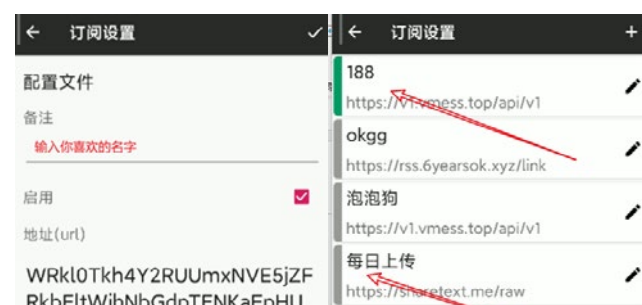 订阅设置
配置文件
备注
输入你喜欢的名字
启用
地址(url)
WRkl0Tkh4Y2RUUmxNVE5jZF
订阅设置
188
https://v1.vmess.top/api/v1
okgg
https://rss.6yearsok.xyz/link
泡泡狗
https://v1.vmess.top/api/v1
每日上传
https://sharetext.me/raw